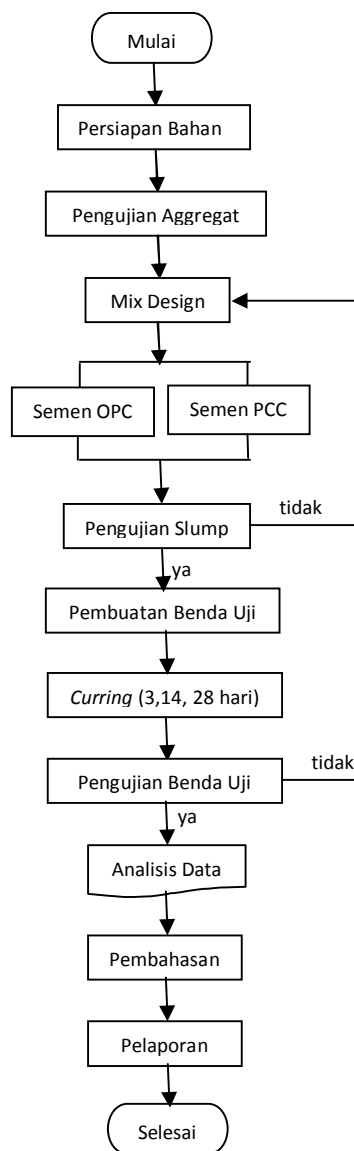 Mulai
Persiapan Bahan
Pengujian Aggregat
Mix Design
Semen OPC
Semen PCC
Pengujian Slump
tidak
ya
Pembuatan Benda Uji
Curring (3,14, 28 hari)
Pengujian Benda Uji
tidak
ya
Analisis Data
Pembahasan
Pelaporan
Selesai